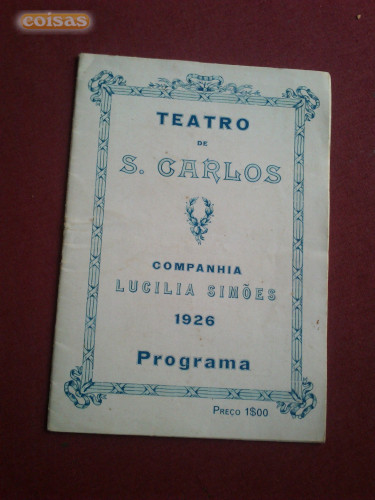 coisas
TEATRO
DE
S. CARLOS
COMPANHIA
LUCILIA SIMÕES
1926
Programa
PREÇO 1$00